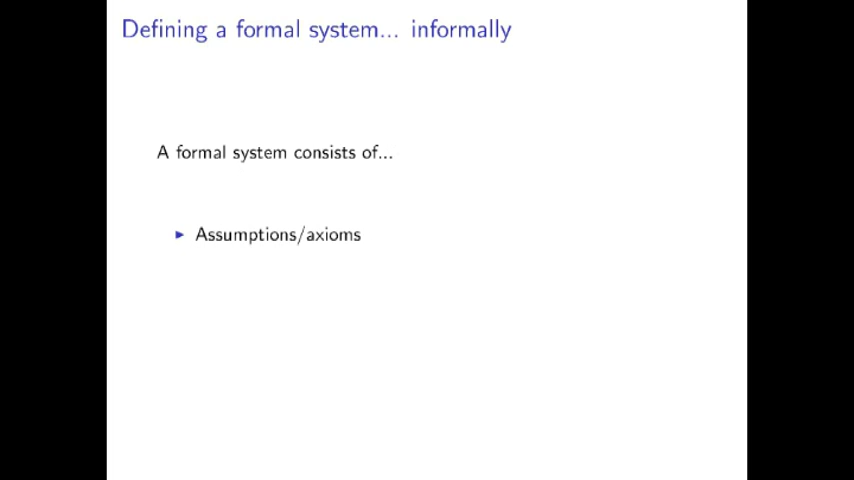 Defining a formal system... informally
A formal system consists of...
▶ Assumptions/axioms